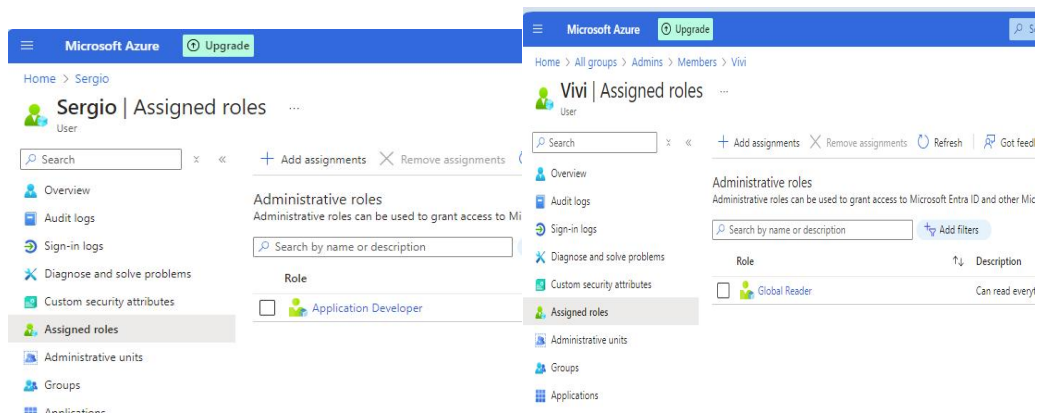 Microsoft Azure
Upgrade
Home > Sergio
Sergio | Assigned roles ...
User
Search
Add assignments Remove assignments
Overview
Audit logs
Sign-in logs
Diagnose and solve problems
Custom security attributes
Assigned roles
Administrative units
Groups
Applications
Administrative roles
Administrative roles can be used to grant access to Mi
Search by name or description
Role
Application Developer
Microsoft Azure
Upgrade
Home > All groups > Admins > Members > Vivi
Vivi | Assigned roles ...
User
Search
Add assignments Remove assignments Refresh Got feed
Overview
Audit logs
Sign-in logs
Diagnose and solve problems
Custom security attributes
Assigned roles
Administrative units
Groups
Applications
Administrative roles
Administrative roles can be used to grant access to Microsoft Entra ID and other Mic
Search by name or description
Add filters
Role Description
Global Reader Can read every